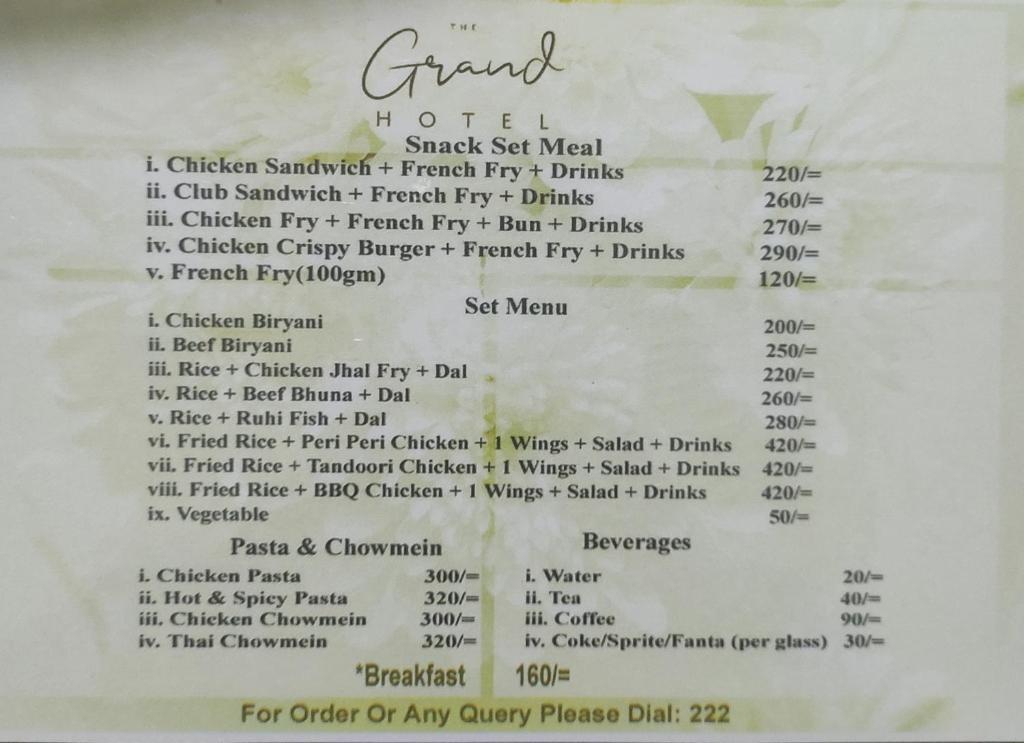 THE
Grand
HOTEL
Snack Set Meal
i. Chicken Sandwich + French Fry + Drinks 220/=
ii. Club Sandwich + French Fry + Drinks 260/=
iii. Chicken Fry + French Fry + Bun + Drinks 270/=
iv. Chicken Crispy Burger + French Fry + Drinks 290/=
v. French Fry(100gm) 120/=
Set Menu
i. Chicken Biryani 200/=
ii. Beef Biryani 250/=
iii. Rice + Chicken Jhal Fry + Dal 220/=
iv. Rice + Beef Bhuna + Dal 260/=
v. Rice + Ruhi Fish + Dal 280/=
vi. Fried Rice + Peri Peri Chicken + 1 Wings + Salad + Drinks 420/=
vii. Fried Rice + Tandoori Chicken + 1 Wings + Salad + Drinks 420/=
viii. Fried Rice + BBQ Chicken + 1 Wings + Salad + Drinks 420/=
ix. Vegetable 50/=
Pasta & Chowmein
i. Chicken Pasta 300/=
ii. Hot & Spicy Pasta 320/=
iii. Chicken Chowmein 300/=
iv. Thai Chowmein 320/=
Beverages
i. Water 20/=
ii. Tea 40/=
iii. Coffee 90/=
iv. Coke/Sprite/Fanta (per glass) 30/=
*Breakfast 160/=
For Order Or Any Query Please Dial: 222